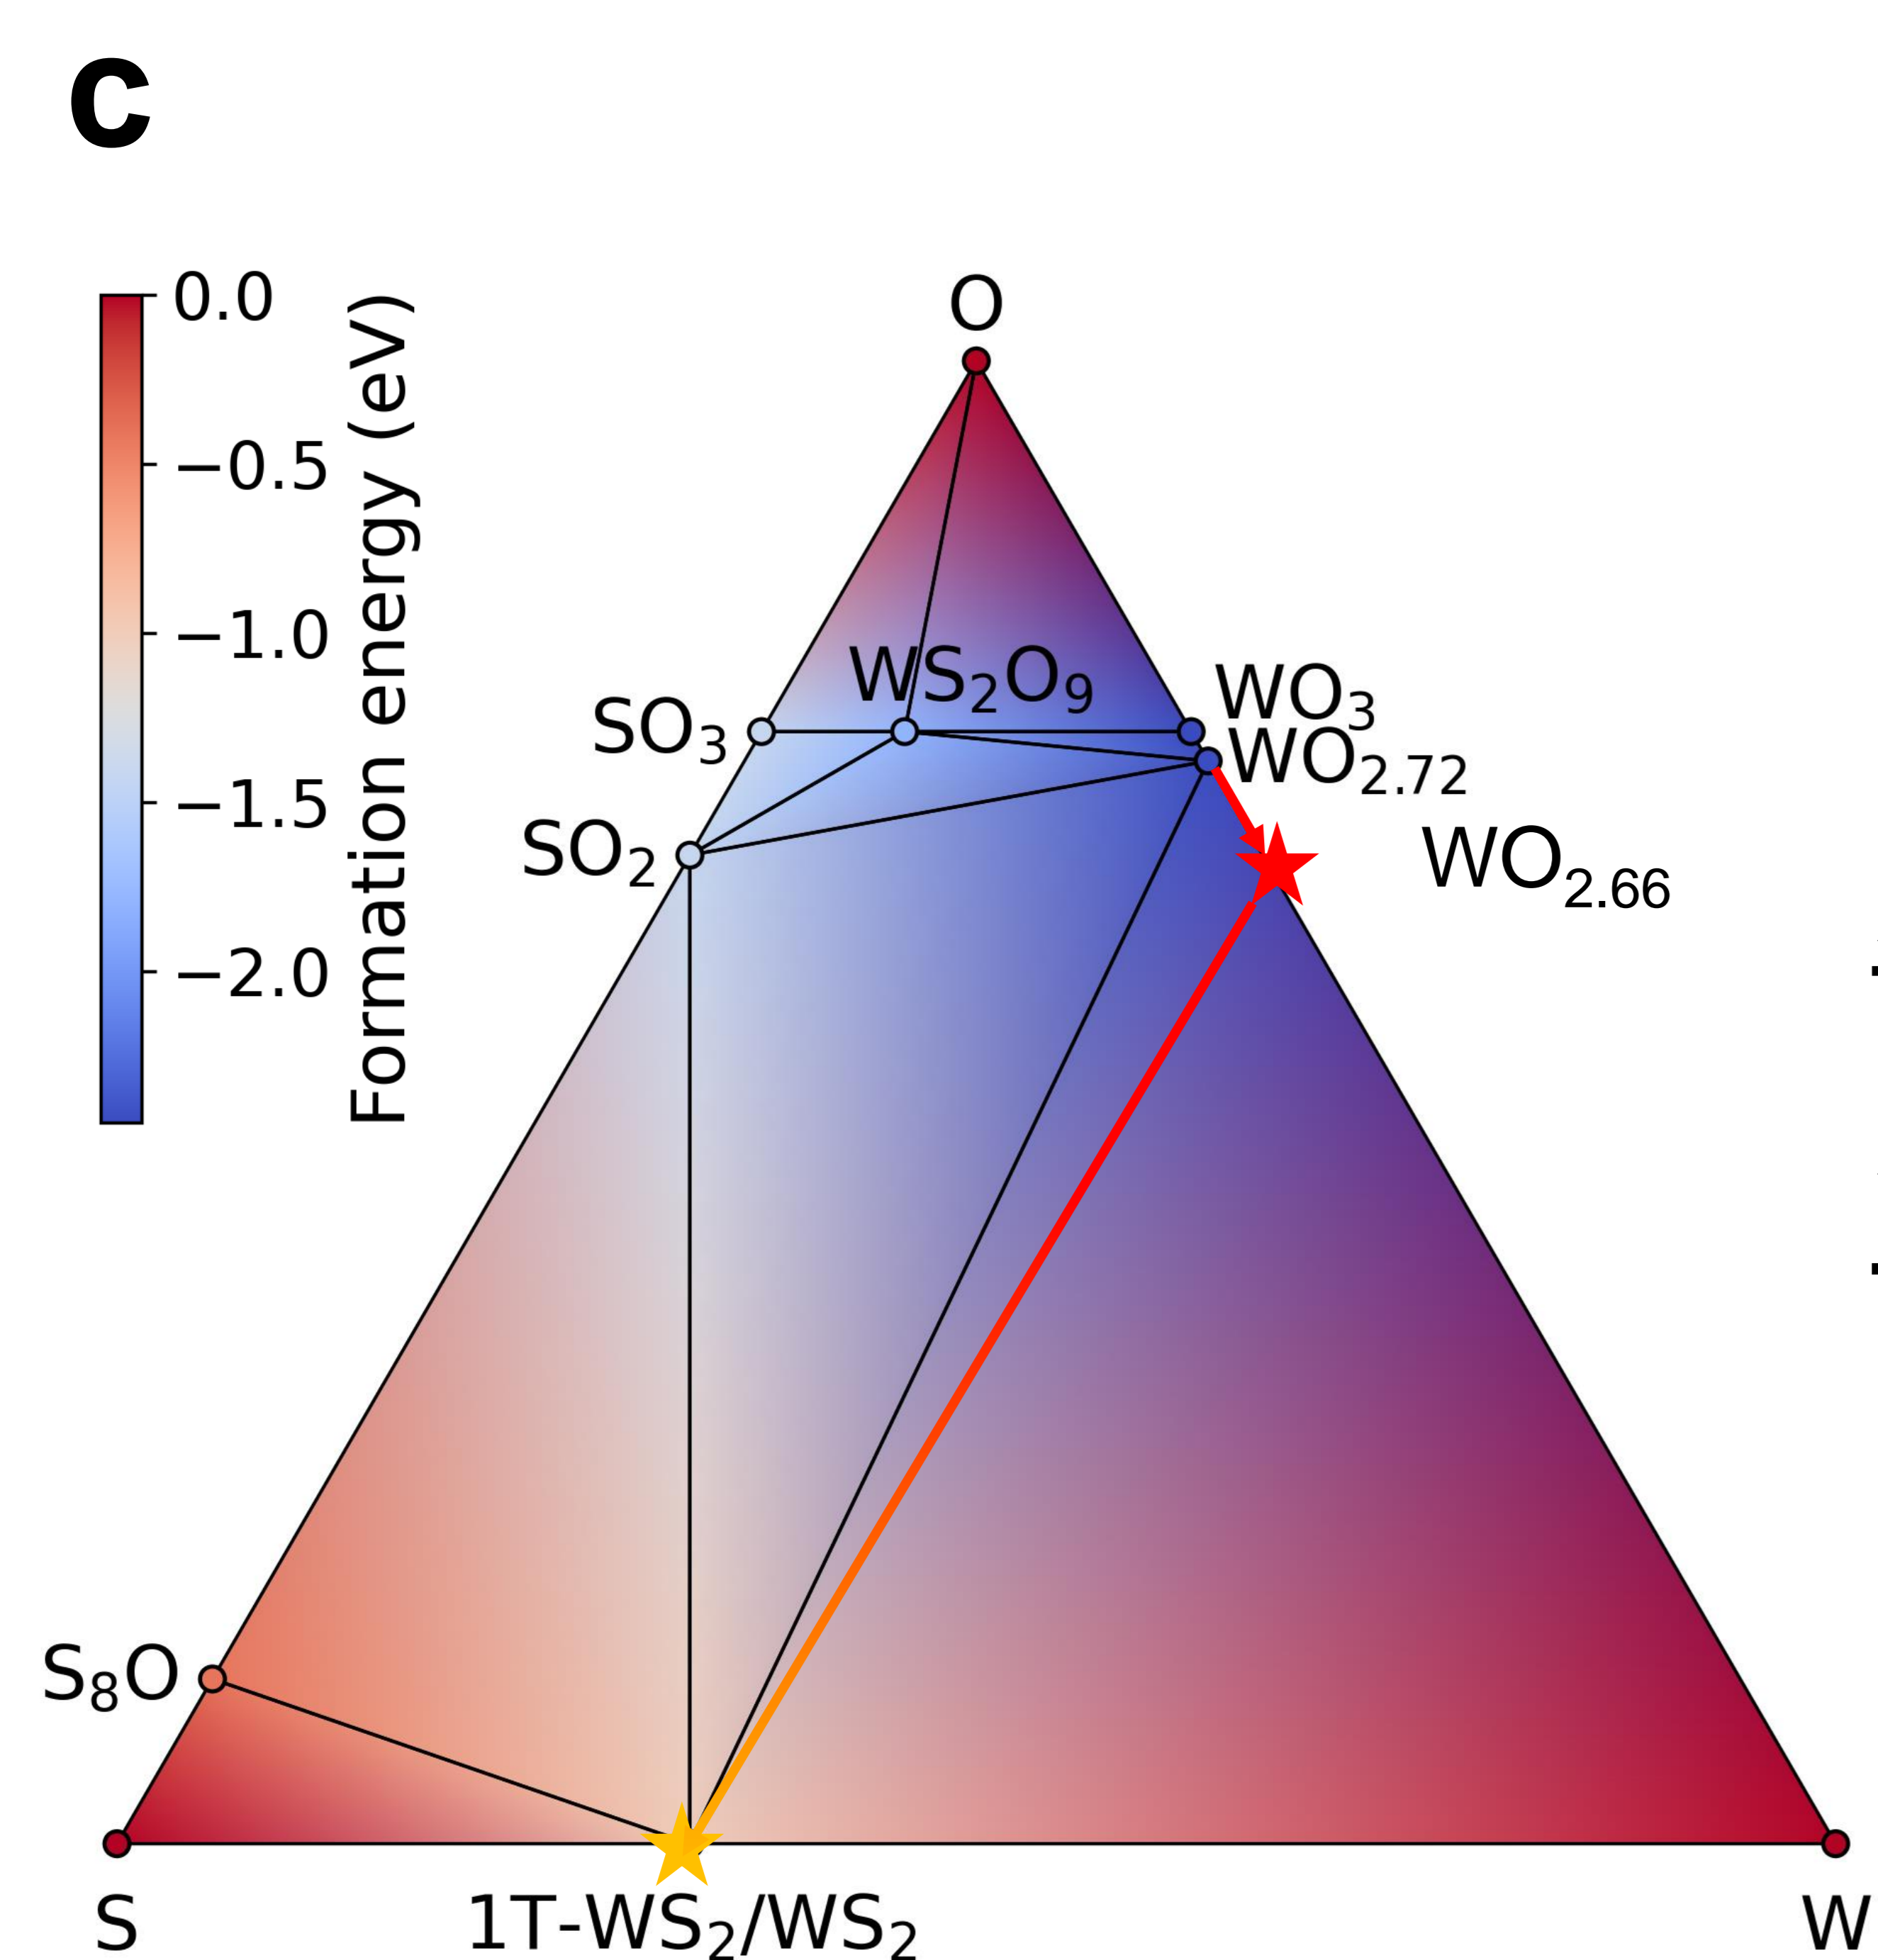 c
0.0
−0.5
−1.0
−1.5
−2.0
Formation energy (eV)
O
WS₂O₉
SO₃
WO₃
WO₂.₇₂
SO₂
WO₂.₆₆
S₈O
S
1T-WS₂/WS₂
W